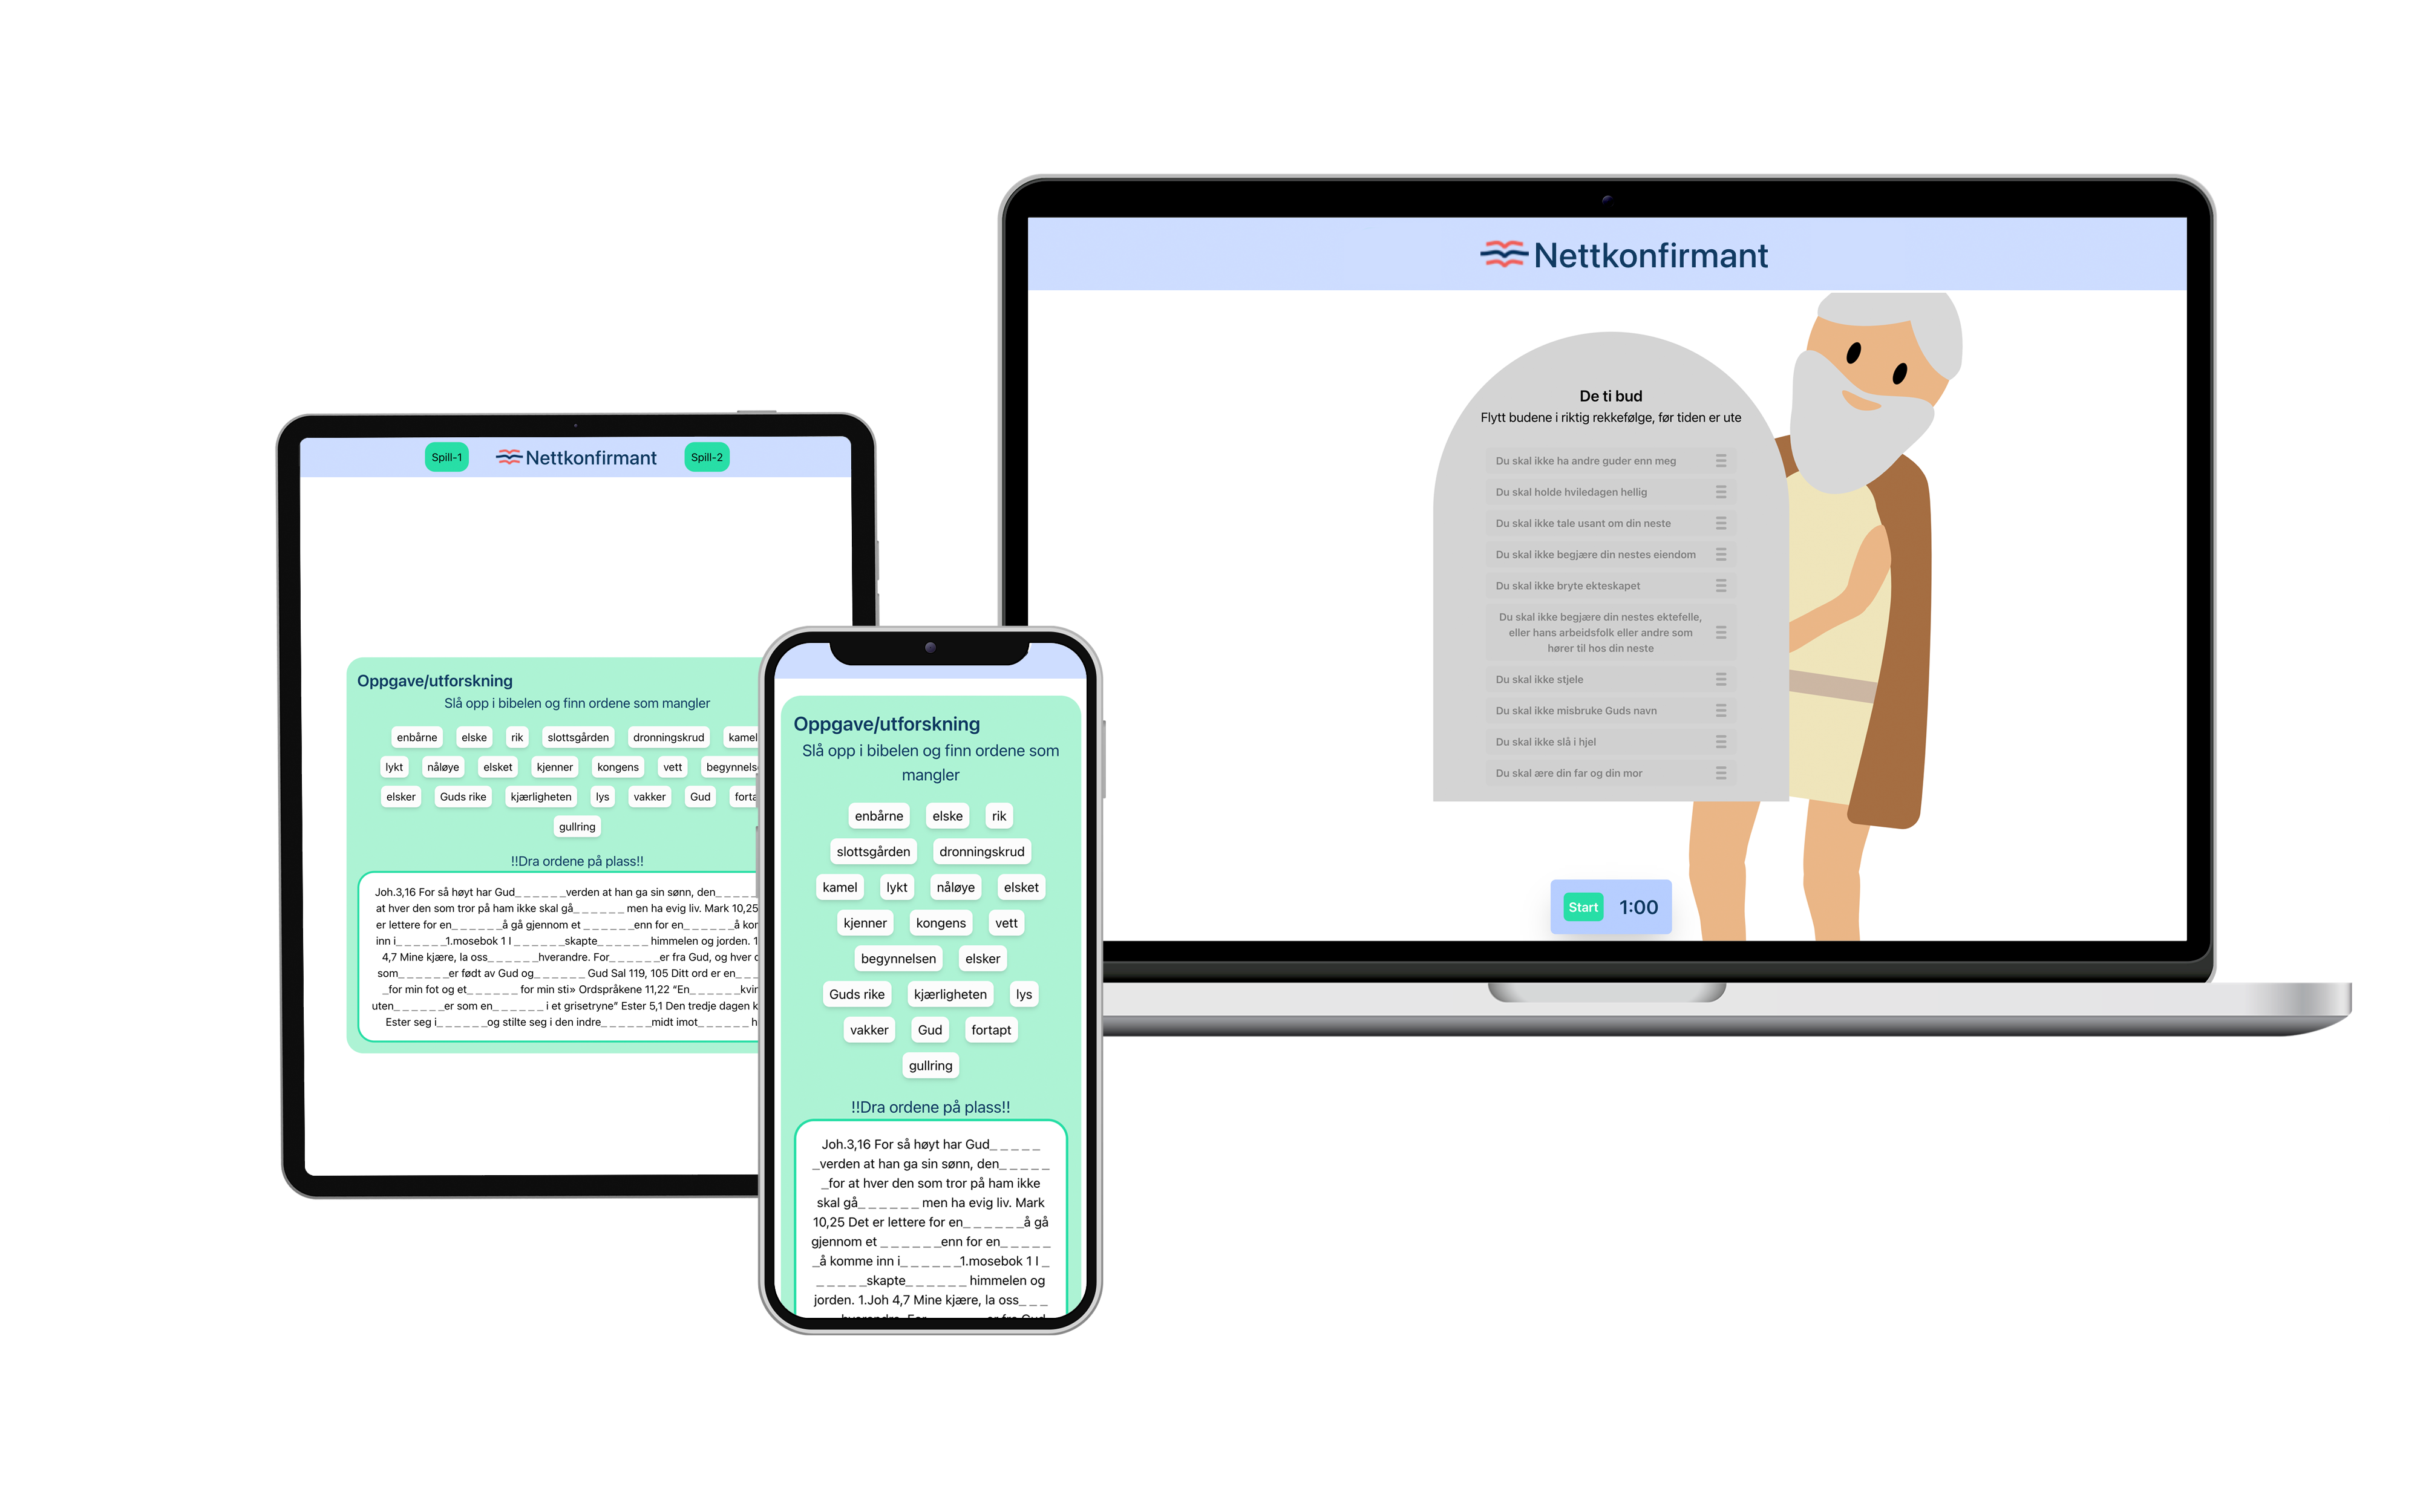 Spill-1
Nettkonfirmant
Spill-2
Oppgave/utforskning
Slå opp i bibelen og finn ordene som mangler
enbårne elske rik slottsgården dronningskrud kamel
lykt nåløye elsket kjenner kongens vett begynnels
elsker Guds rike kjærligheten lys vakker Gud forta
gullring
!!Dra ordene på plass!!
Joh.3,16 For så høyt har Gud_ _ _ _ _ _verden at han ga sin sønn, den_ _ _ _
at hver den som tror på ham ikke skal gå_ _ _ _ _ _ men ha evig liv. Mark 10,25
er lettere for en_ _ _ _ _ _å gå gjennom et _ _ _ _ _ _enn for en_ _ _ _ _ _å kor
inn i_ _ _ _ _ _1.mosebok 1 I _ _ _ _ _ _skapte_ _ _ _ _ _ himmelen og jorden. 1
4,7 Mine kjære, la oss_ _ _ _ _ _hverandre. For_ _ _ _ _ _er fra Gud, og hver
som_ _ _ _ _ _er født av Gud og_ _ _ _ _ _ Gud Sal 119, 105 Ditt ord er en_ _ _
_for min fot og et_ _ _ _ _ _ for min sti» Ordspråkene 11,22 “En_ _ _ _ _ _kvi
uten_ _ _ _ _ _er som en_ _ _ _ _ _ i et grisetryne” Ester 5,1 Den tredje dagen k
Ester seg i_ _ _ _ _ _og stilte seg i den indre_ _ _ _ _ _midt imot_ _ _ _ _ _ h
Oppgave/utforskning
Slå opp i bibelen og finn ordene som
mangler
enbårne elske rik
slottsgården dronningskrud
kamel lykt nåløye elsket
kjenner kongens vett
begynnelsen elsker
Guds rike kjærligheten lys
vakker Gud fortapt
gullring
!!Dra ordene på plass!!
Joh.3,16 For så høyt har Gud_ _ _ _ _
_verden at han ga sin sønn, den_ _ _ _ _
_for at hver den som tror på ham ikke
skal gå_ _ _ _ _ _ men ha evig liv. Mark
10,25 Det er lettere for en_ _ _ _ _ _å gå
gjennom et _ _ _ _ _ _enn for en_ _ _ _ _
_å komme inn i_ _ _ _ _ _1.mosebok 1 I _
_ _ _ _ _skapte_ _ _ _ _ _ himmelen og
jorden. 1.Joh 4,7 Mine kjære, la oss_ _ _
hverandre. For_ _ _ _ _ _er fra Gud
Nettkonfirmant
De ti bud
Flytt budene i riktig rekkefølge, før tiden er ute
Du skal ikke ha andre guder enn meg
Du skal holde hviledagen hellig
Du skal ikke tale usant om din neste
Du skal ikke begjære din nestes eiendom
Du skal ikke bryte ekteskapet
Du skal ikke begjære din nestes ektefelle,
eller hans arbeidsfolk eller andre som
hører til hos din neste
Du skal ikke stjele
Du skal ikke misbruke Guds navn
Du skal ikke slå i hjel
Du skal ære din far og din mor
Start 1:00